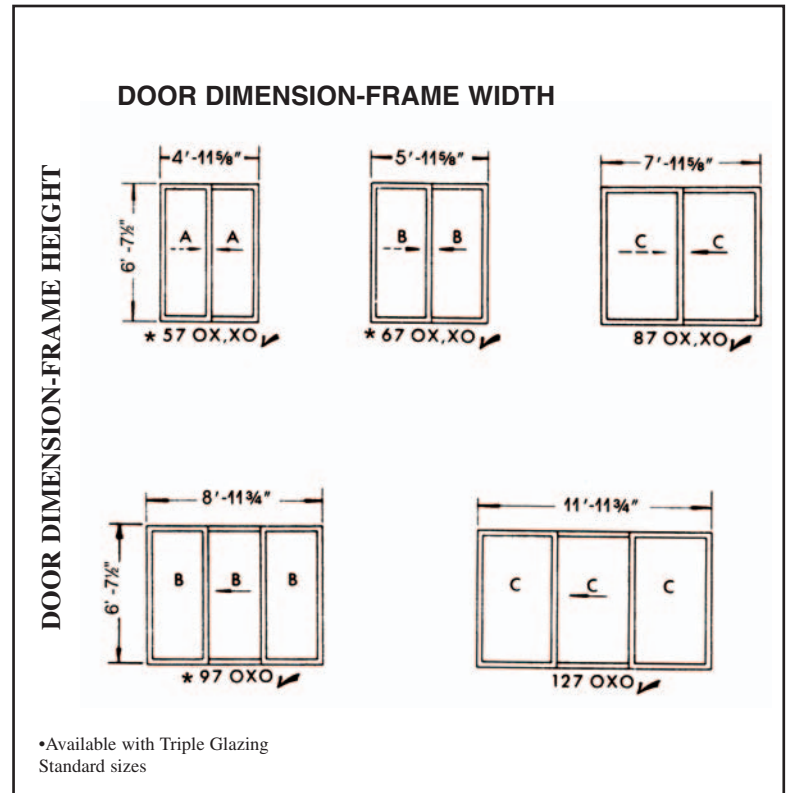 DOOR DIMENSION-FRAME WIDTH
DOOR DIMENSION-FRAME HEIGHT
4'-11⅝" 5'-11⅝" 7'-11⅝"
6'-7½"
A A B B C C
* 57 OX,XO * 67 OX,XO 87 OX,XO
8'-11¾" 11'-11¾"
6'-7½"
B B B C C C
* 97 OXO 127 OXO
•Available with Triple Glazing
Standard sizes